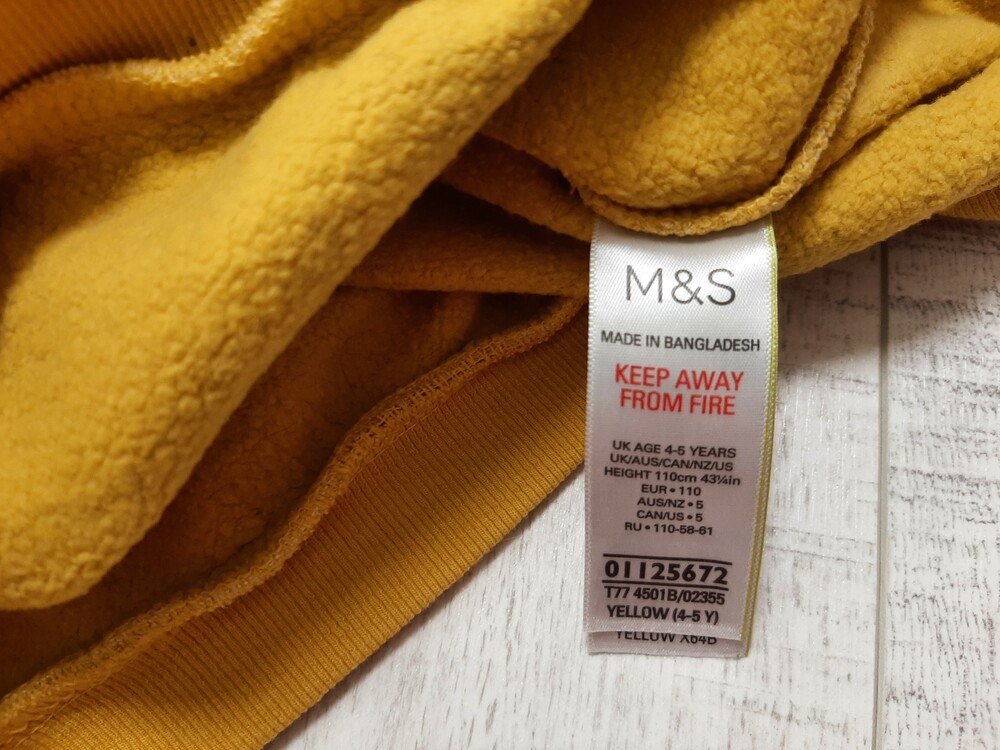 M&S
MADE IN BANGLADESH
KEEP AWAY
FROM FIRE
UK AGE 4-5 YEARS
UK/AUS/CAN/NZ/US
HEIGHT 110cm 43¼in
EUR • 110
AUS/NZ • 5
CAN/US • 5
RU • 110-58-61
01125672
T77 4501B/02355
YELLOW (4-5 Y)
YELLOW X64B